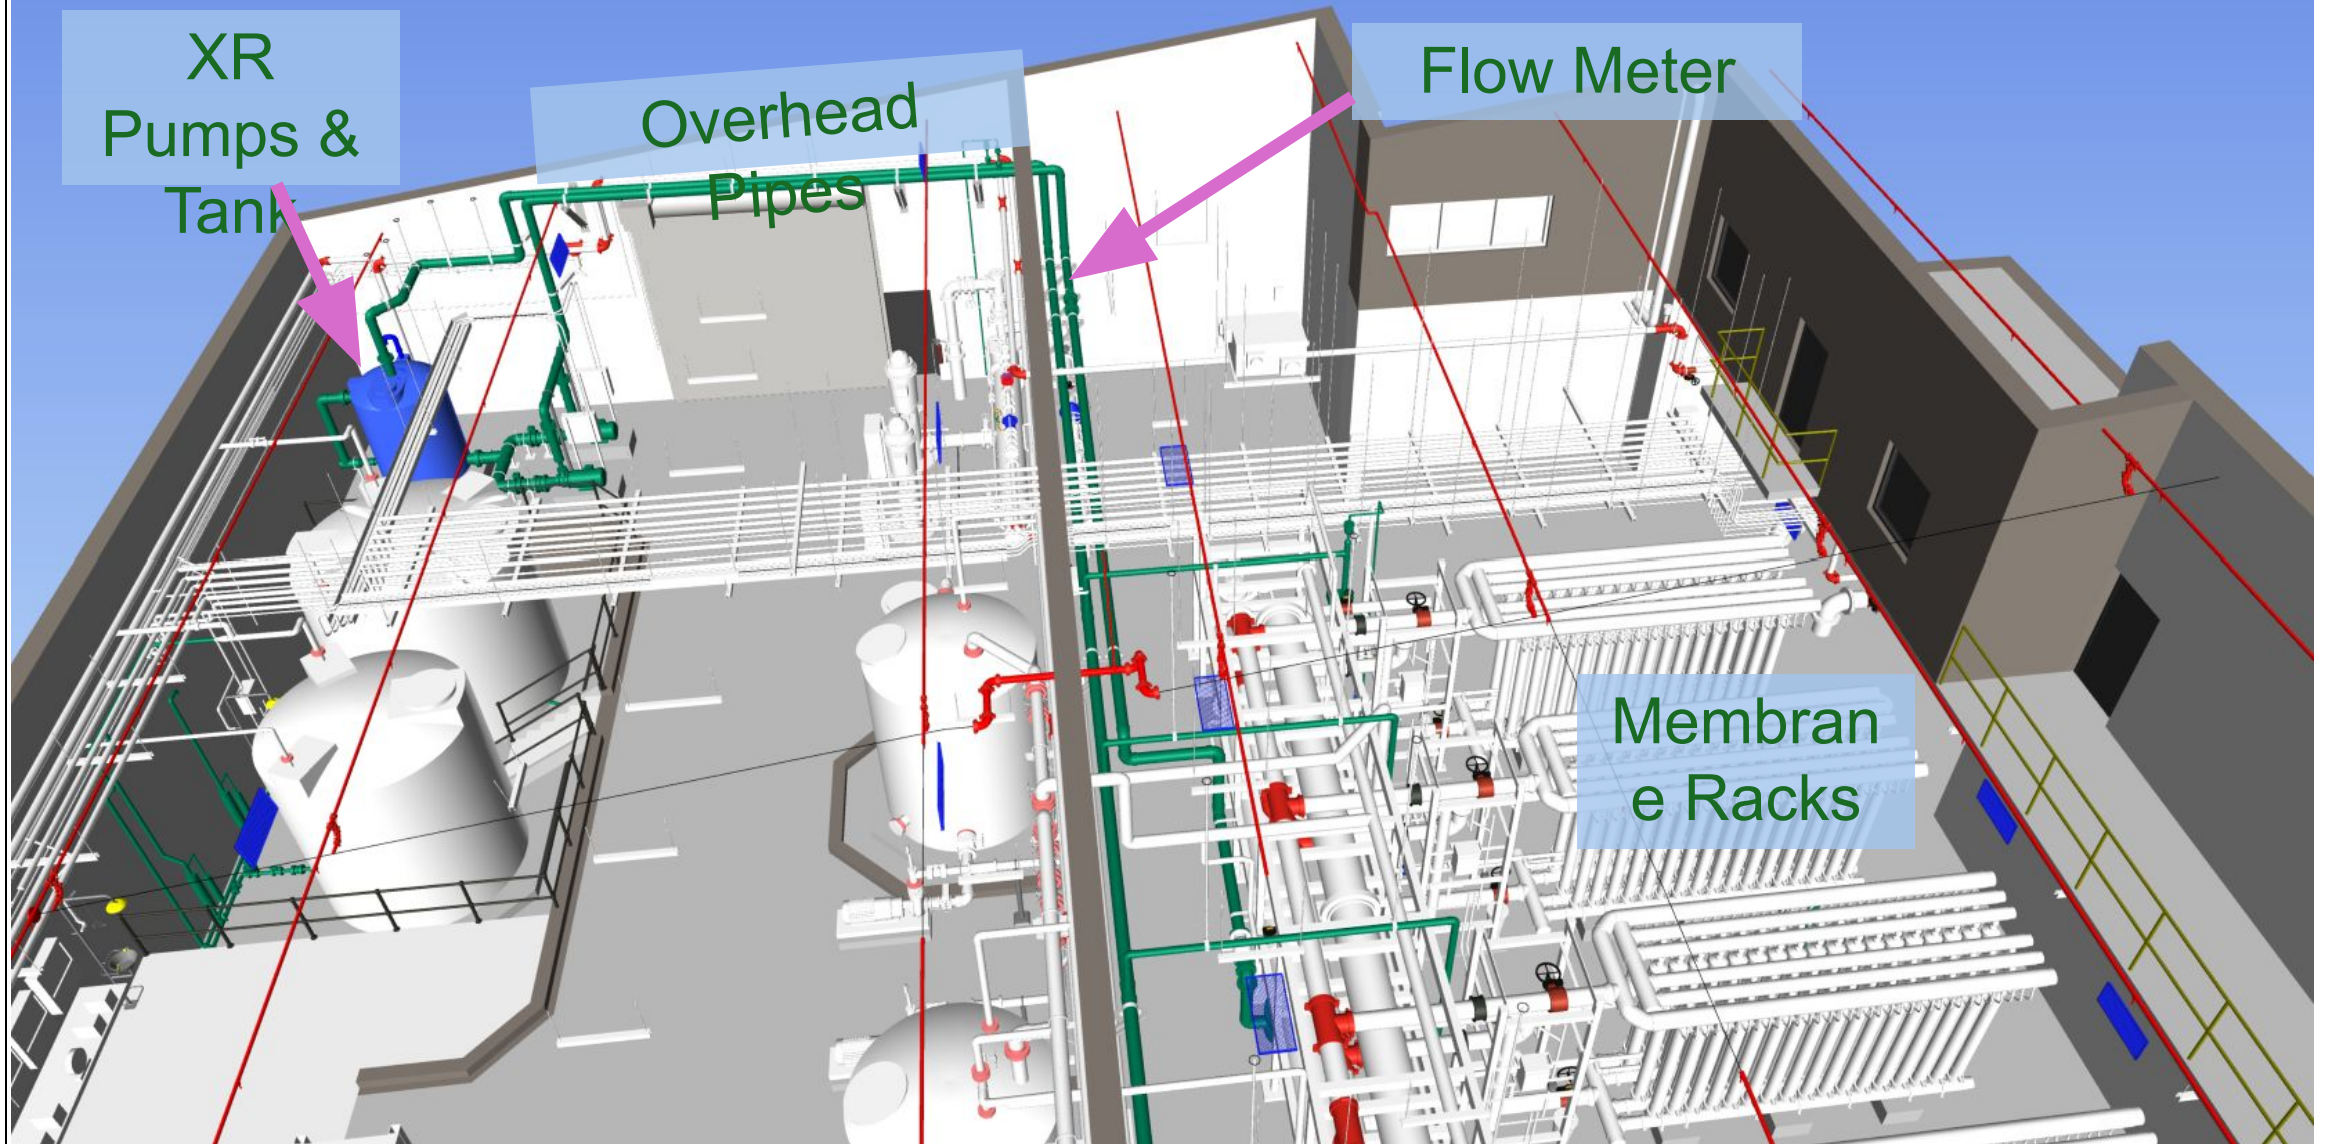 XR
Pumps &
Tank
Overhead
Pipes
Flow Meter
Membran
e Racks